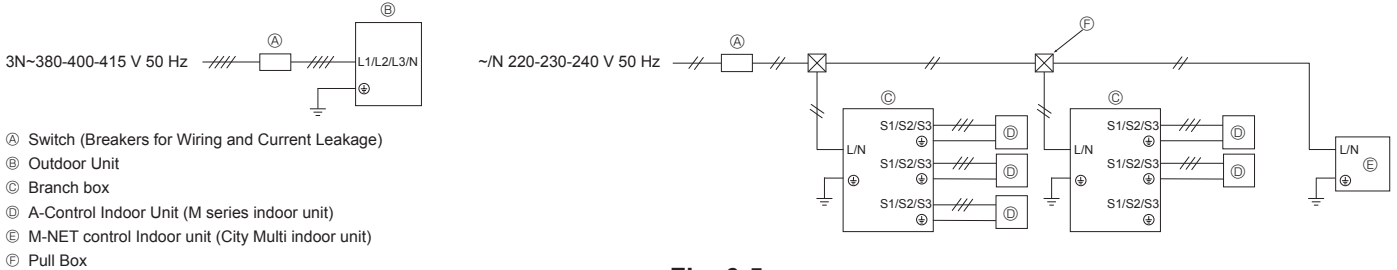 Ⓑ
Ⓐ
3N~380-400-415 V 50 Hz
L1/L2/L3/N
Ⓕ
Ⓐ
~/N 220-230-240 V 50 Hz
Ⓒ
Ⓒ
S1/S2/S3
Ⓓ
S1/S2/S3
Ⓓ
L/N
L/N
L/N
S1/S2/S3
Ⓓ
S1/S2/S3
Ⓓ
Ⓔ
S1/S2/S3
Ⓓ
S1/S2/S3
Ⓐ Switch (Breakers for Wiring and Current Leakage)
Ⓑ Outdoor Unit
Ⓒ Branch box
Ⓓ A-Control Indoor Unit (M series indoor unit)
Ⓔ M-NET control Indoor unit (City Multi indoor unit)
Ⓕ Pull Box